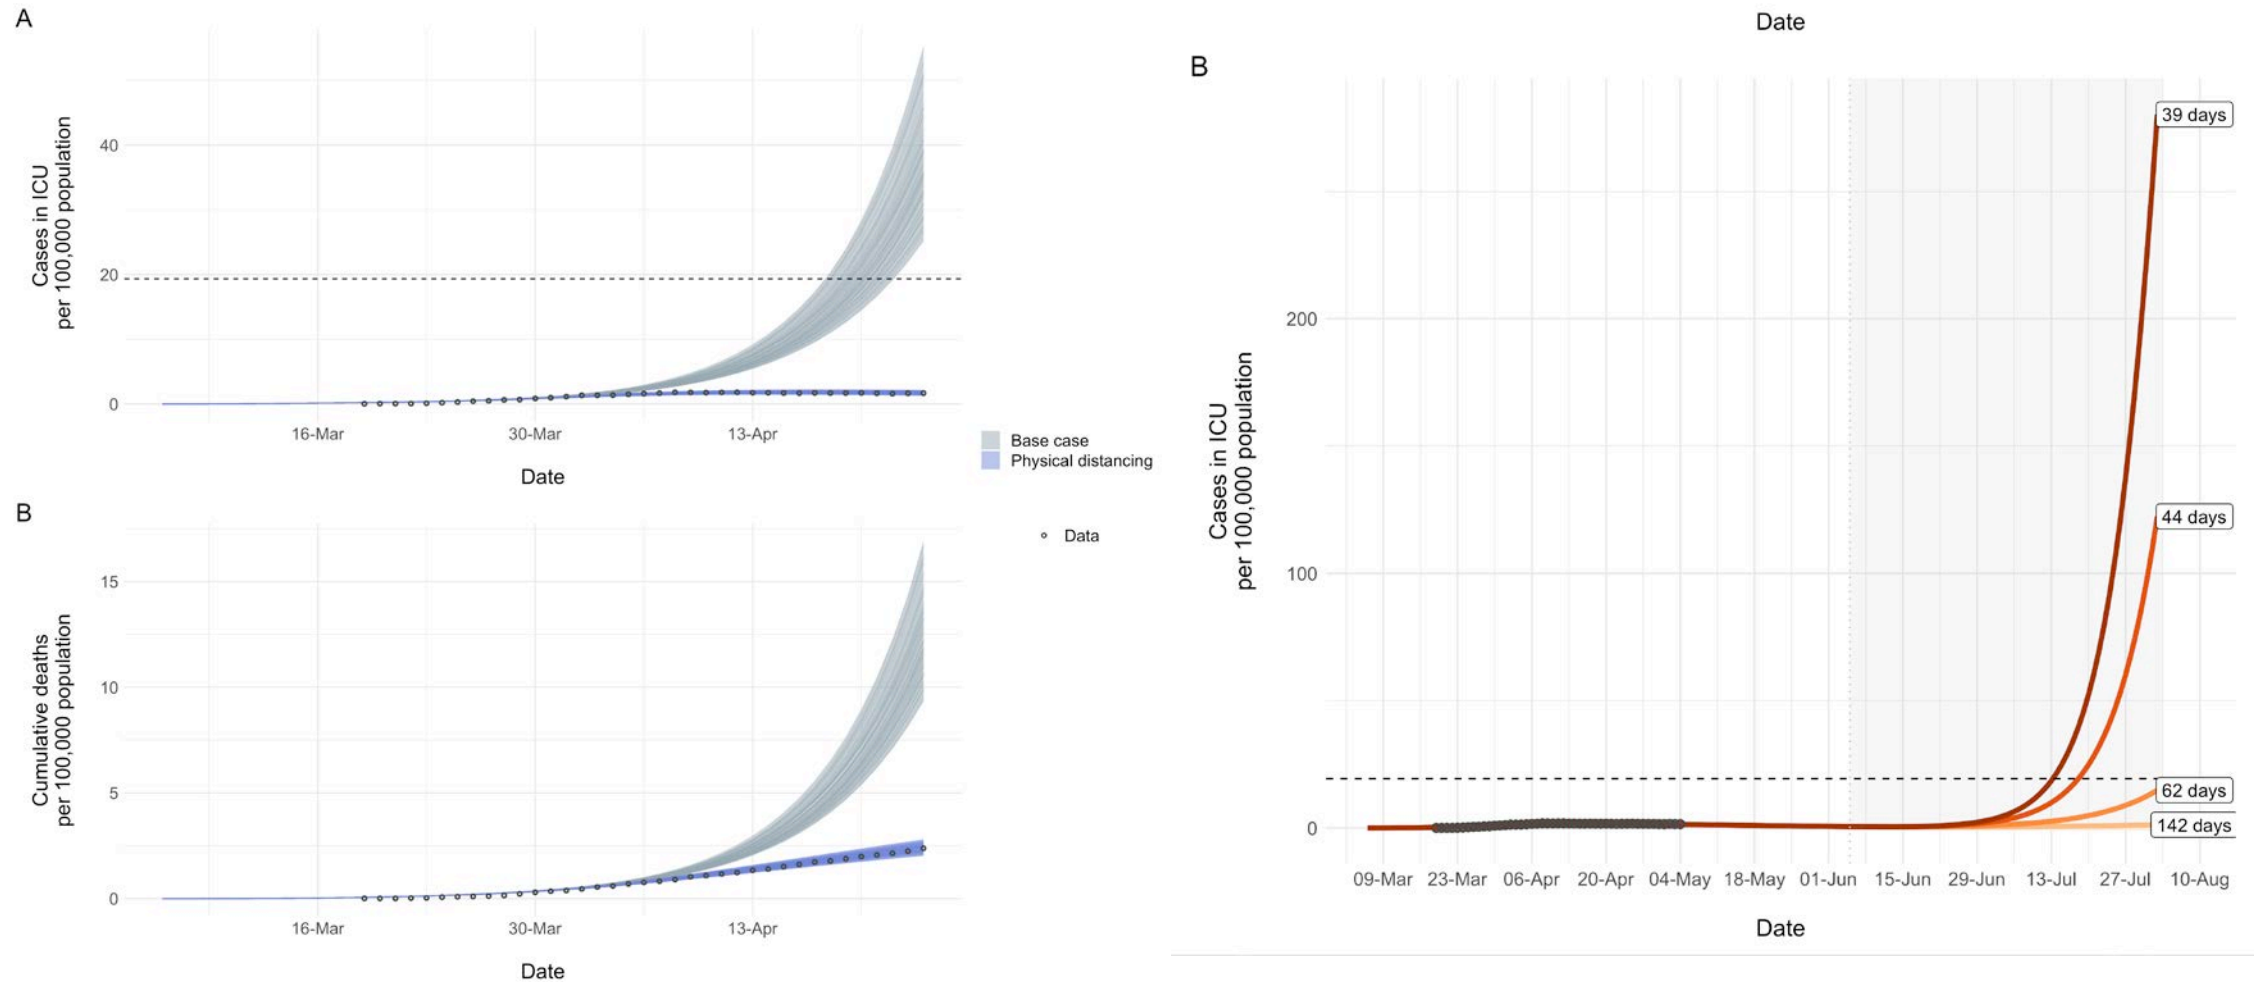 A
Cases in ICU
per 100,000 population
40
20
0
16-Mar
30-Mar
13-Apr
Date
B
Cumulative deaths
per 100,000 population
15
10
5
0
16-Mar
30-Mar
13-Apr
Date
Base case
Physical distancing
Data
Date
B
Cases in ICU
per 100,000 population
200
100
0
39 days
44 days
62 days
142 days
09-Mar
23-Mar
06-Apr
20-Apr
04-May
18-May
01-Jun
15-Jun
29-Jun
13-Jul
27-Jul
10-Aug
Date